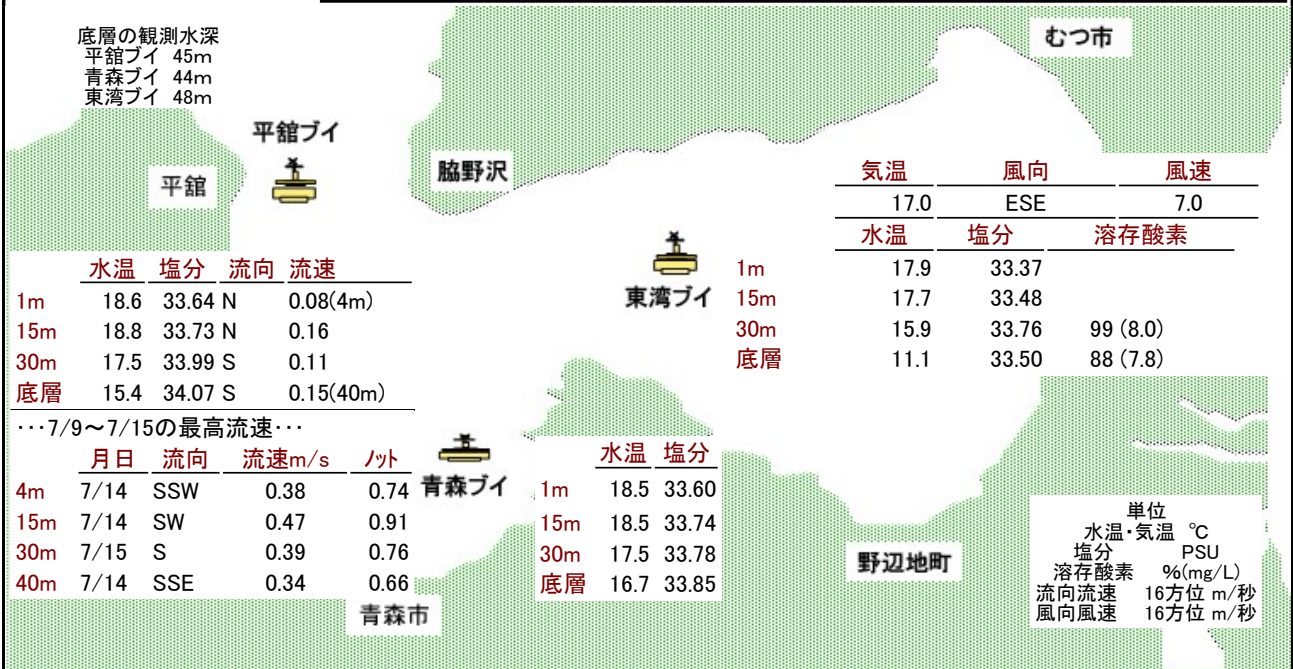 底層の観測水深
平舘ブイ 45m
青森ブイ 44m
東湾ブイ 48m
むつ市
平舘ブイ
脇野沢
平舘
気温 風向 風速
17.0 ESE 7.0
水温 塩分 溶存酸素
1m 17.9 33.37
15m 17.7 33.48
30m 15.9 33.76 99 (8.0)
底層 11.1 33.50 88 (7.8)
東湾ブイ
水温 塩分 流向 流速
1m 18.6 33.64 N 0.08(4m)
15m 18.8 33.73 N 0.16
30m 17.5 33.99 S 0.11
底層 15.4 34.07 S 0.15(40m)
…7/9～7/15の最高流速…
月日 流向 流速m/s ノット
4m 7/14 SSW 0.38 0.74
15m 7/14 SW 0.47 0.91
30m 7/15 S 0.39 0.76
40m 7/14 SSE 0.34 0.66
青森ブイ
水温 塩分
1m 18.5 33.60
15m 18.5 33.74
30m 17.5 33.78
底層 16.7 33.85
青森市
野辺地町
単位
水温・気温 ℃
塩分 PSU
溶存酸素 %(mg/L)
流向流速 16方位 m/秒
風向風速 16方位 m/秒